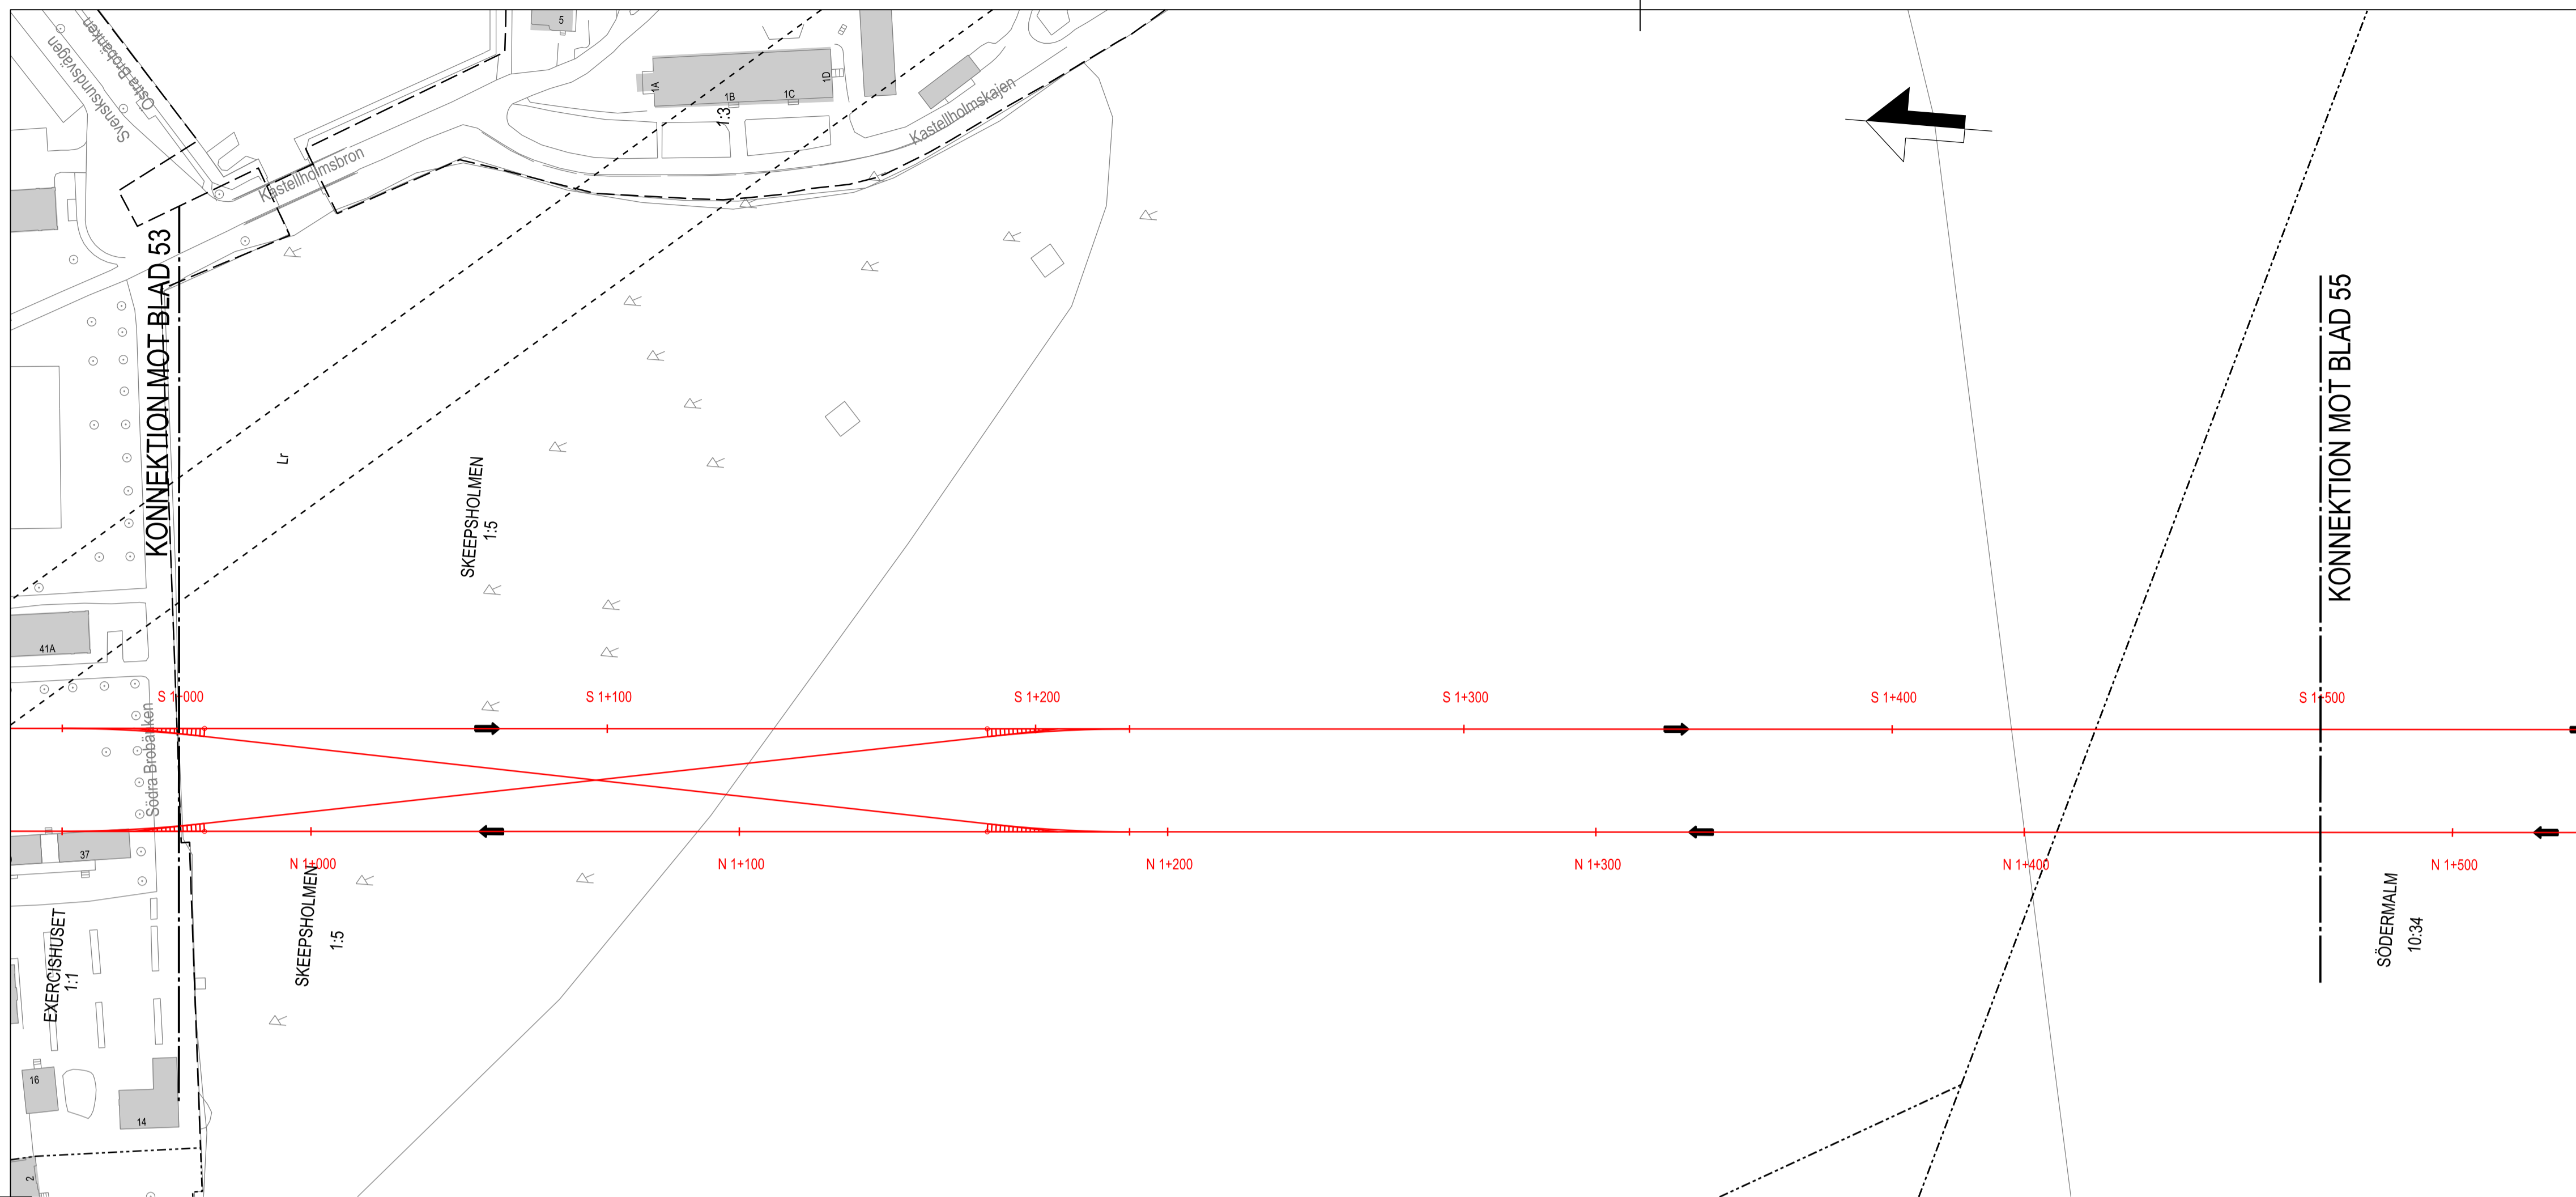 Svensksundsvägen
Östra Brobänken
5
1A
1B
1C
1D
1:3
Kastellholmskajen
Kastellholmsbron
KONNEKTION MOT BLAD 53
KONNEKTION MOT BLAD 55
Lr
SKEEPSHOLMEN
1:5
41A
S 1+000
S 1+100
S 1+200
S 1+300
S 1+400
S 1+500
Södra Brobänken
37
N 1+000
N 1+100
N 1+200
N 1+300
N 1+400
N 1+500
SKEEPSHOLMEN
1:5
EXERCISHUSET
1:1
SÖDERMALM
10:34
16
14
2